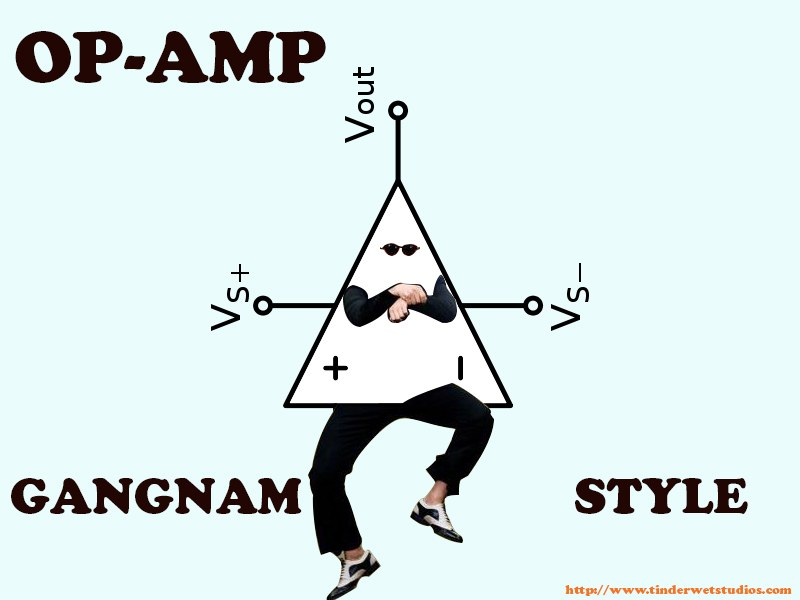 OP-AMP
Vout
VS+
VS−
+
−
GANGNAM
STYLE
http://www.tinderwetstudios.com